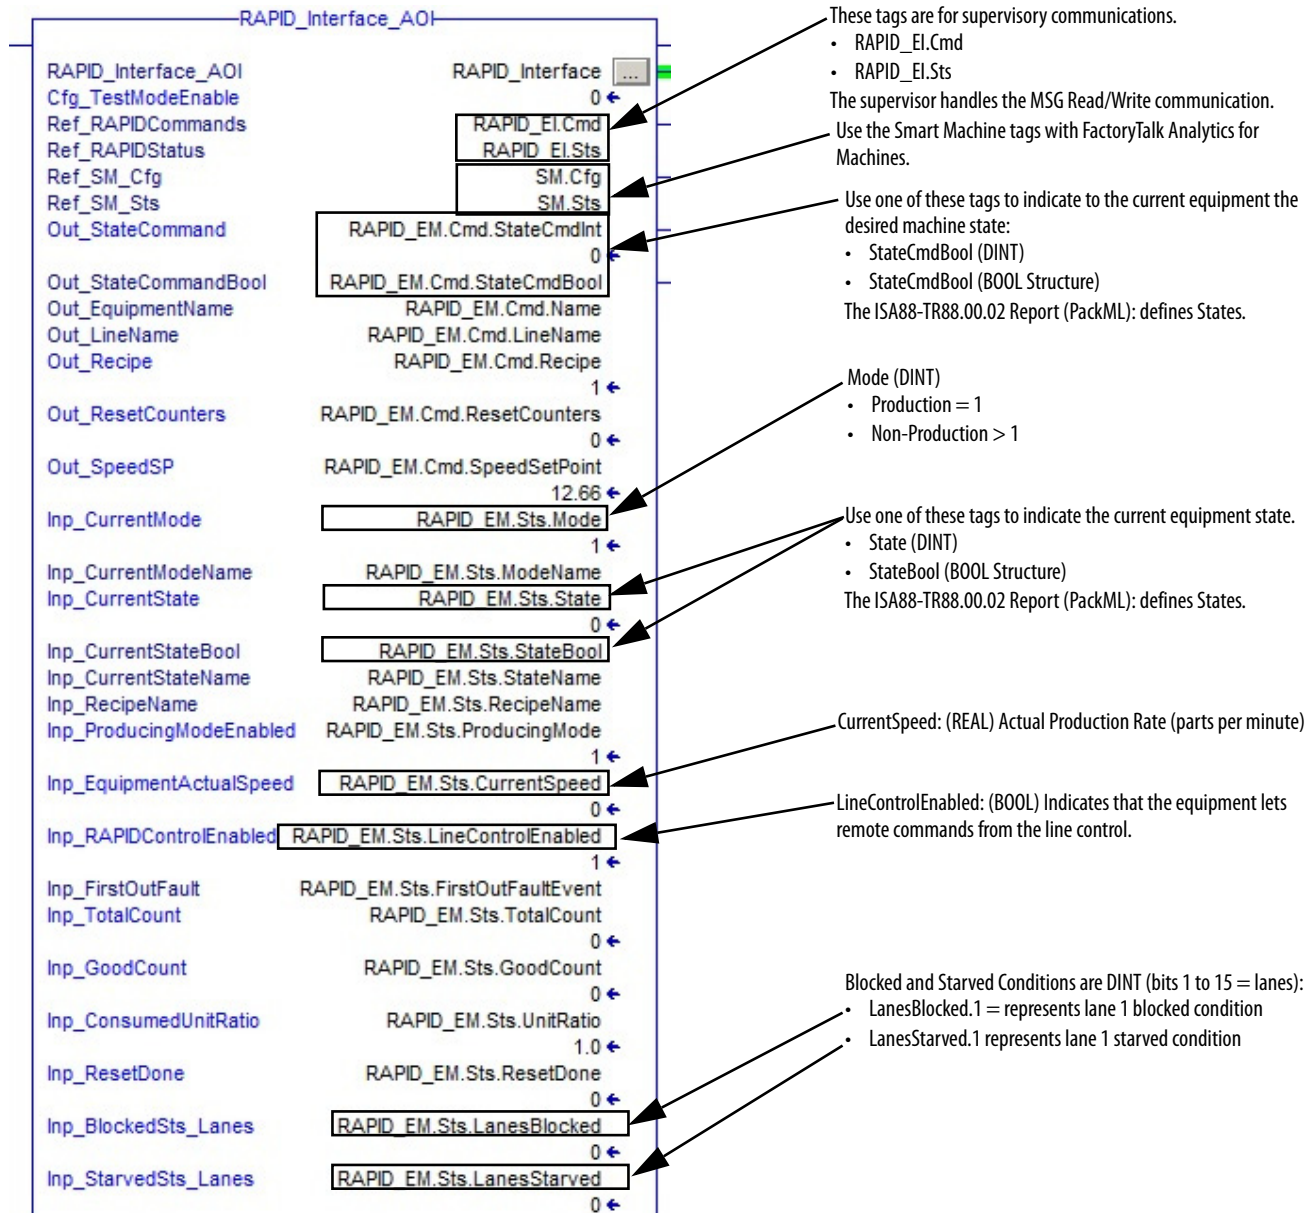 RAPID_Interface_AOI
RAPID_Interface_AOI RAPID_Interface ...
Cfg_TestModeEnable 0
Ref_RAPIDCommands RAPID_EI.Cmd
Ref_RAPIDStatus RAPID_EI.Sts
Ref_SM_Cfg SM.Cfg
Ref_SM_Sts SM.Sts
Out_StateCommand RAPID_EM.Cmd.StateCmdInt
0
Out_StateCommandBool RAPID_EM.Cmd.StateCmdBool
Out_EquipmentName RAPID_EM.Cmd.Name
Out_LineName RAPID_EM.Cmd.LineName
Out_Recipe RAPID_EM.Cmd.Recipe
1
Out_ResetCounters RAPID_EM.Cmd.ResetCounters
0
Out_SpeedSP RAPID_EM.Cmd.SpeedSetPoint
12.66
Inp_CurrentMode RAPID_EM.Sts.Mode
1
Inp_CurrentModeName RAPID_EM.Sts.ModeName
Inp_CurrentState RAPID_EM.Sts.State
0
Inp_CurrentStateBool RAPID_EM.Sts.StateBool
Inp_CurrentStateName RAPID_EM.Sts.StateName
Inp_RecipeName RAPID_EM.Sts.RecipeName
Inp_ProducingModeEnabled RAPID_EM.Sts.ProducingMode
1
Inp_EquipmentActualSpeed RAPID_EM.Sts.CurrentSpeed
0
Inp_RAPIDControlEnabled RAPID_EM.Sts.LineControlEnabled
1
Inp_FirstOutFault RAPID_EM.Sts.FirstOutFaultEvent
Inp_TotalCount RAPID_EM.Sts.TotalCount
0
Inp_GoodCount RAPID_EM.Sts.GoodCount
0
Inp_ConsumedUnitRatio RAPID_EM.Sts.UnitRatio
1.0
Inp_ResetDone RAPID_EM.Sts.ResetDone
0
Inp_BlockedSts_Lanes RAPID_EM.Sts.LanesBlocked
0
Inp_StarvedSts_Lanes RAPID_EM.Sts.LanesStarved
0
These tags are for supervisory communications.
• RAPID_EI.Cmd
• RAPID_EI.Sts
The supervisor handles the MSG Read/Write communication.
Use the Smart Machine tags with FactoryTalk Analytics for
Machines.
Use one of these tags to indicate to the current equipment the
desired machine state:
• StateCmdBool (DINT)
• StateCmdBool (BOOL Structure)
The ISA88-TR88.00.02 Report (PackML): defines States.
Mode (DINT)
• Production = 1
• Non-Production > 1
Use one of these tags to indicate the current equipment state.
• State (DINT)
• StateBool (BOOL Structure)
The ISA88-TR88.00.02 Report (PackML): defines States.
CurrentSpeed: (REAL) Actual Production Rate (parts per minute)
LineControlEnabled: (BOOL) Indicates that the equipment lets
remote commands from the line control.
Blocked and Starved Conditions are DINT (bits 1 to 15 = lanes):
• LanesBlocked.1 = represents lane 1 blocked condition
• LanesStarved.1 represents lane 1 starved condition